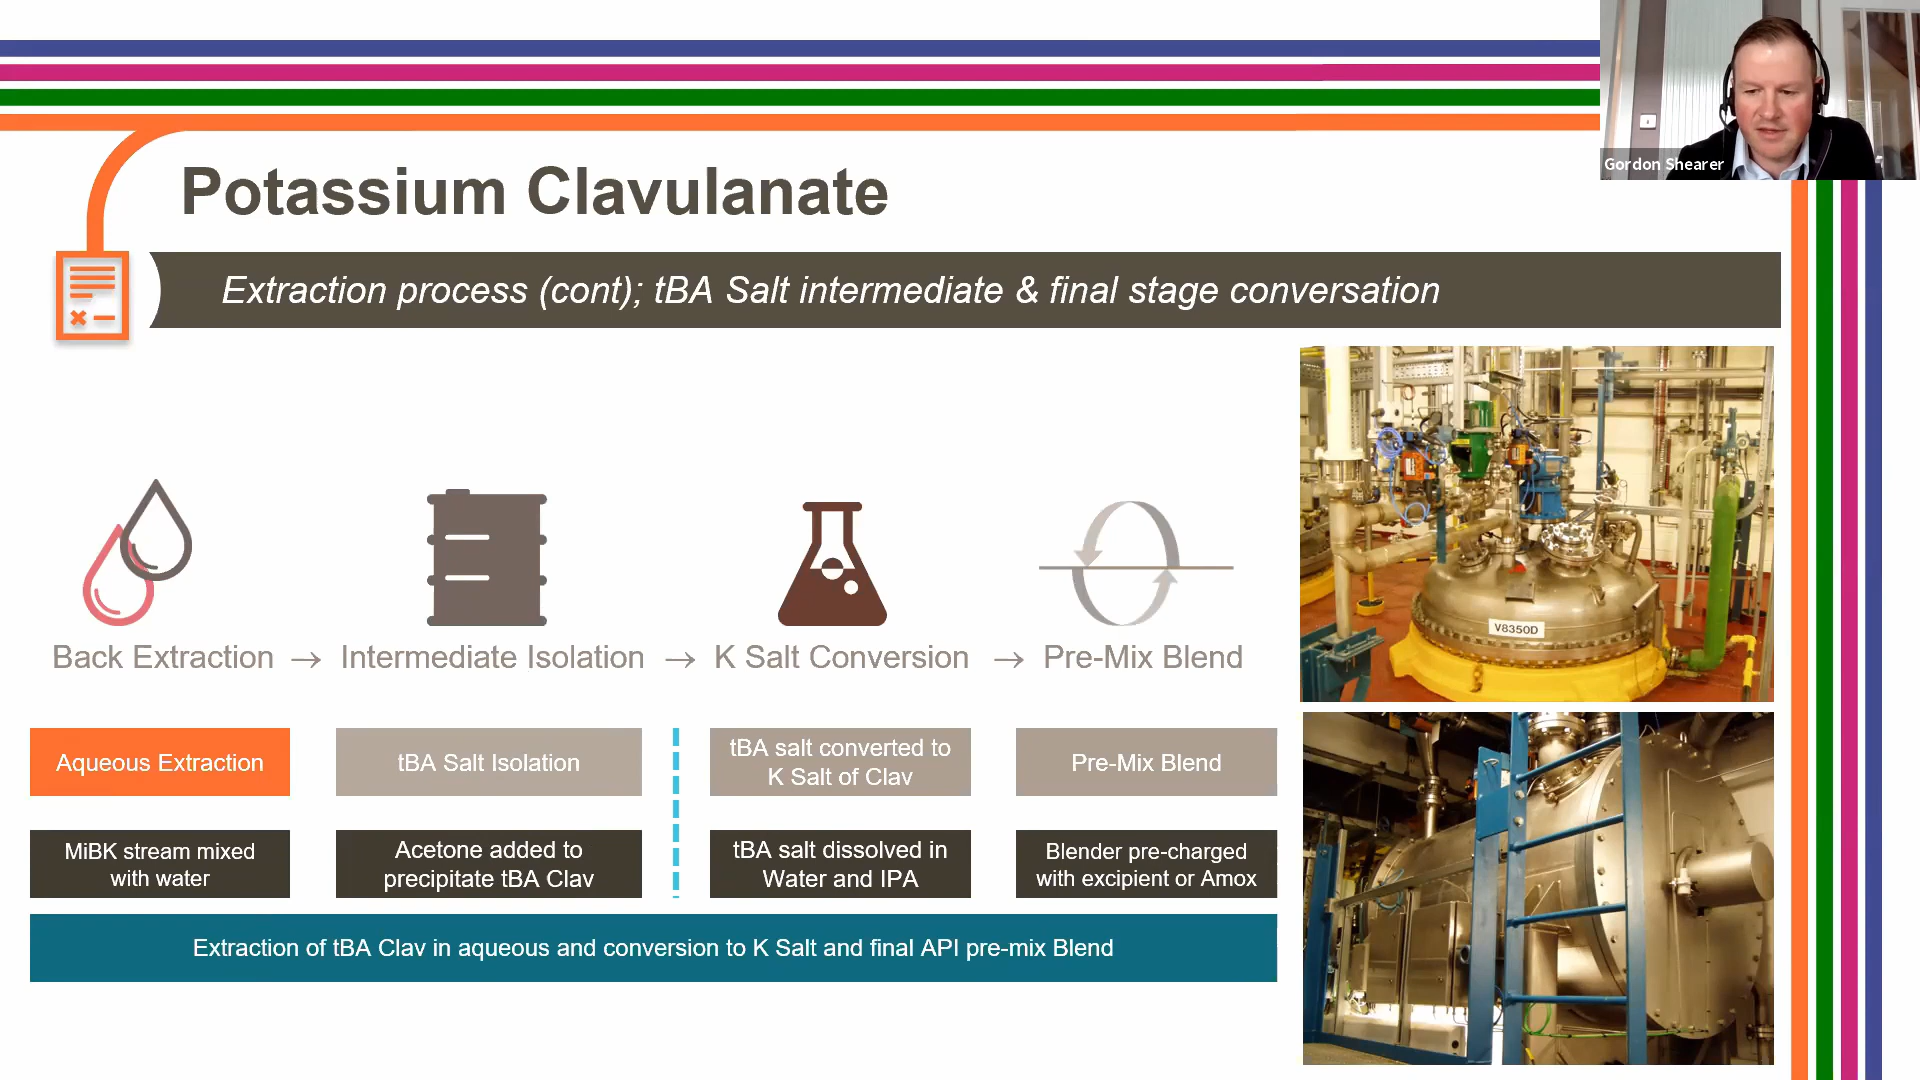 Gordon Shearer
Potassium Clavulanate
Extraction process (cont); tBA Salt intermediate & final stage conversation
Back Extraction → Intermediate Isolation → K Salt Conversion → Pre-Mix Blend
Aqueous Extraction
tBA Salt Isolation
tBA salt converted to
K Salt of Clav
Pre-Mix Blend
MiBK stream mixed
with water
Acetone added to
precipitate tBA Clav
tBA salt dissolved in
Water and IPA
Blender pre-charged
with excipient or Amox
Extraction of tBA Clav in aqueous and conversion to K Salt and final API pre-mix Blend
V8350D